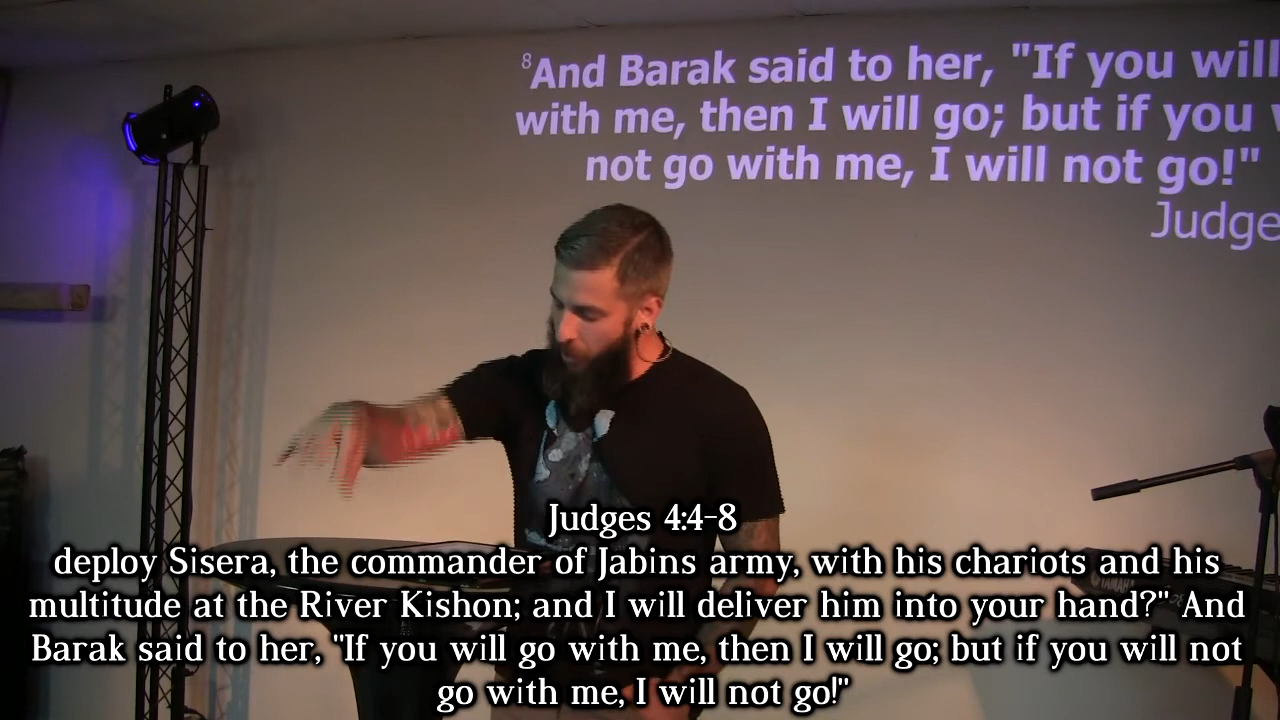 8And Barak said to her, "If you will
with me, then I will go; but if you
not go with me, I will not go!"
Judge
Judges 4:4-8
deploy Sisera, the commander of Jabins army, with his chariots and his
multitude at the River Kishon; and I will deliver him into your hand?" And
Barak said to her, "If you will go with me, then I will go; but if you will not
go with me, I will not go!"
YAMAHA